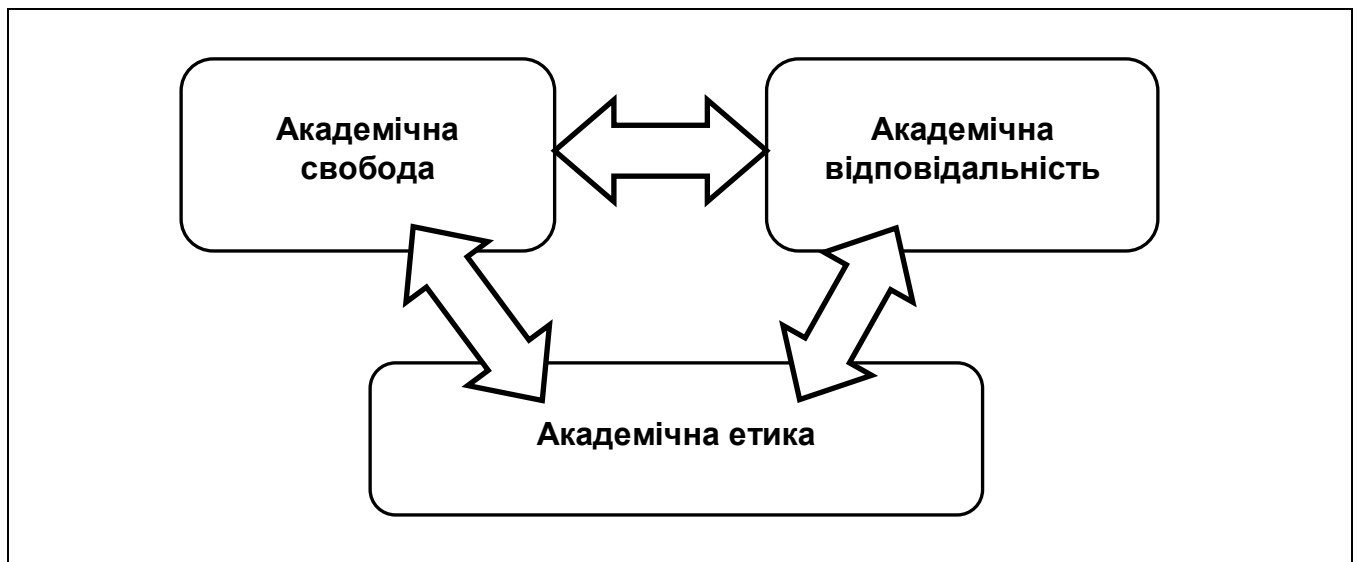 Академічна
свобода
Академічна
відповідальність
Академічна етика